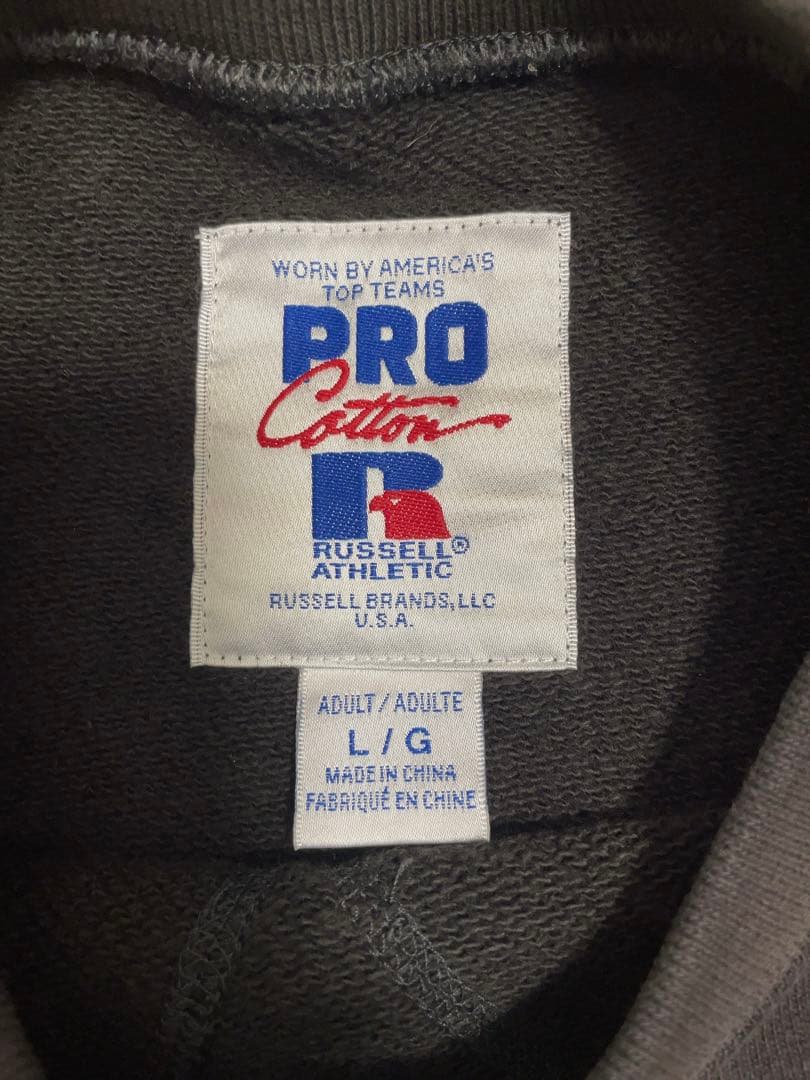 WORN BY AMERICA'S
TOP TEAMS
PRO
Cotton
R
RUSSELL®
ATHLETIC
RUSSELL BRANDS, LLC
U.S.A.
ADULT / ADULTE
L / G
MADE IN CHINA
FABRIQUÉ EN CHINE